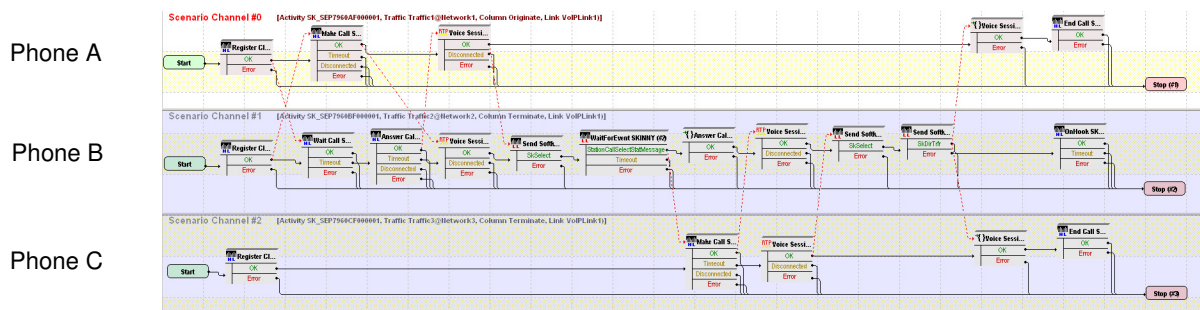 Scenario Channel #0 [Activity SK_SEP7960AF000001, Traffic Traffic1@Network1, Column Originate, Link VoIPLink1)]
Phone A
Start
Register Cl...
OK
Error
Make Call S...
OK
Timeout
Disconnected
Error
RTP Voice Sessi...
OK
Disconnected
Error
{}Voice Sessi...
OK
Error
End Call S...
OK
Error
Stop (#1)
Scenario Channel #1 [Activity SK_SEP7960BF000001, Traffic Traffic2@Network2, Column Terminate, Link VoIPLink1)]
Phone B
Start
Register Cl...
OK
Error
Wait Call S...
OK
Timeout
Error
Answer Cal...
OK
Timeout
Disconnected
Error
RTP Voice Sessi...
OK
Disconnected
Error
Send Softk...
SkSelect
Error
WaitForEvent SKINNY (#2)
StationCallSelectStatMessage
Timeout
Error
{}Answer Cal...
OK
Error
RTP Voice Sessi...
OK
Disconnected
Error
Send Softk...
SkSelect
Error
Send Softk...
SkDirTrfr
Error
OnHook SK...
OK
Timeout
Error
Stop (#2)
Scenario Channel #2 [Activity SK_SEP7960CF000001, Traffic Traffic3@Network3, Column Terminate, Link VoIPLink1)]
Phone C
Start
Register Cl...
OK
Error
Make Call S...
OK
Timeout
Disconnected
Error
RTP Voice Sessi...
OK
Disconnected
Error
{}Voice Sessi...
OK
Error
End Call S...
OK
Error
Stop (#3)